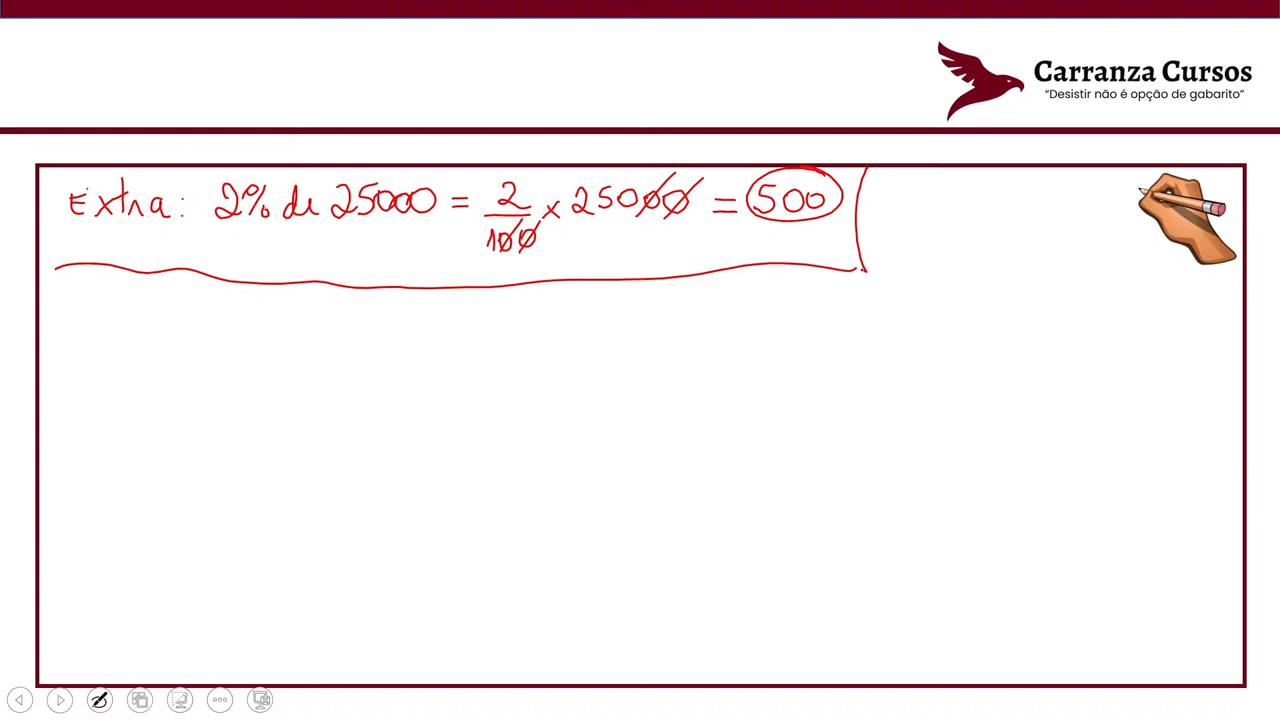 Carranza Cursos
“Desistir não é opção de gabarito”
Extra: 2% de 25000 = 2/100 × 25000 = 500